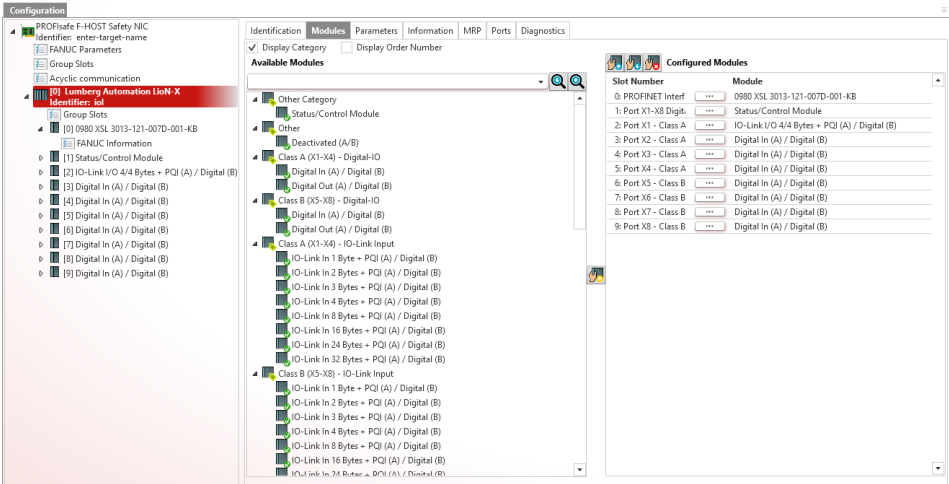 Configuration
PROFIsafe F-HOST Safety NIC
Identifier: enter-target-name
FANUC Parameters
Group Slots
Acyclic communication
[0] Lumberg Automation LioN-X
Identifier: iol
Group Slots
[0] 0980 XSL 3013-121-007D-001-KB
FANUC Information
[1] Status/Control Module
[2] IO-Link I/O 4/4 Bytes + PQI (A) / Digital (B)
[3] Digital In (A) / Digital (B)
[4] Digital In (A) / Digital (B)
[5] Digital In (A) / Digital (B)
[6] Digital In (A) / Digital (B)
[7] Digital In (A) / Digital (B)
[8] Digital In (A) / Digital (B)
[9] Digital In (A) / Digital (B)
Identification Modules Parameters Information MRP Ports Diagnostics
Display Category Display Order Number
Available Modules
Other Category
Status/Control Module
Other
Deactivated (A/B)
Class A (X1-X4) - Digital-IO
Digital In (A) / Digital (B)
Digital Out (A) / Digital (B)
Class B (X5-X8) - Digital-IO
Digital In (A) / Digital (B)
Digital Out (A) / Digital (B)
Class A (X1-X4) - IO-Link Input
IO-Link In 1 Byte + PQI (A) / Digital (B)
IO-Link In 2 Bytes + PQI (A) / Digital (B)
IO-Link In 3 Bytes + PQI (A) / Digital (B)
IO-Link In 4 Bytes + PQI (A) / Digital (B)
IO-Link In 8 Bytes + PQI (A) / Digital (B)
IO-Link In 16 Bytes + PQI (A) / Digital (B)
IO-Link In 24 Bytes + PQI (A) / Digital (B)
IO-Link In 32 Bytes + PQI (A) / Digital (B)
Class B (X5-X8) - IO-Link Input
IO-Link In 1 Byte + PQI (A) / Digital (B)
IO-Link In 2 Bytes + PQI (A) / Digital (B)
IO-Link In 3 Bytes + PQI (A) / Digital (B)
IO-Link In 4 Bytes + PQI (A) / Digital (B)
IO-Link In 8 Bytes + PQI (A) / Digital (B)
IO-Link In 16 Bytes + PQI (A) / Digital (B)
IO-Link In 24 Bytes + PQI (A) / Digital (B)
Configured Modules
Slot Number Module
0: PROFINET Interf ... 0980 XSL 3013-121-007D-001-KB
1: Port X1-X8 Digit ... Status/Control Module
2: Port X1 - Class A ... IO-Link I/O 4/4 Bytes + PQI (A) / Digital (B)
3: Port X2 - Class A ... Digital In (A) / Digital (B)
4: Port X3 - Class A ... Digital In (A) / Digital (B)
5: Port X4 - Class A ... Digital In (A) / Digital (B)
6: Port X5 - Class B ... Digital In (A) / Digital (B)
7: Port X6 - Class B ... Digital In (A) / Digital (B)
8: Port X7 - Class B ... Digital In (A) / Digital (B)
9: Port X8 - Class B ... Digital In (A) / Digital (B)